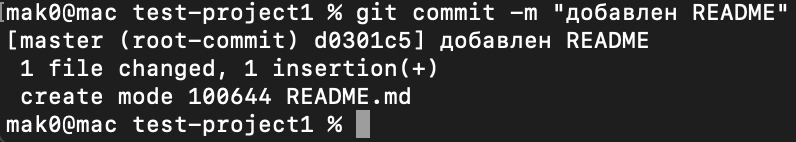 [mak0@mac test-project1 % git commit -m "добавлен README"
[master (root-commit) d0301c5] добавлен README
 1 file changed, 1 insertion(+)
 create mode 100644 README.md
mak0@mac test-project1 %